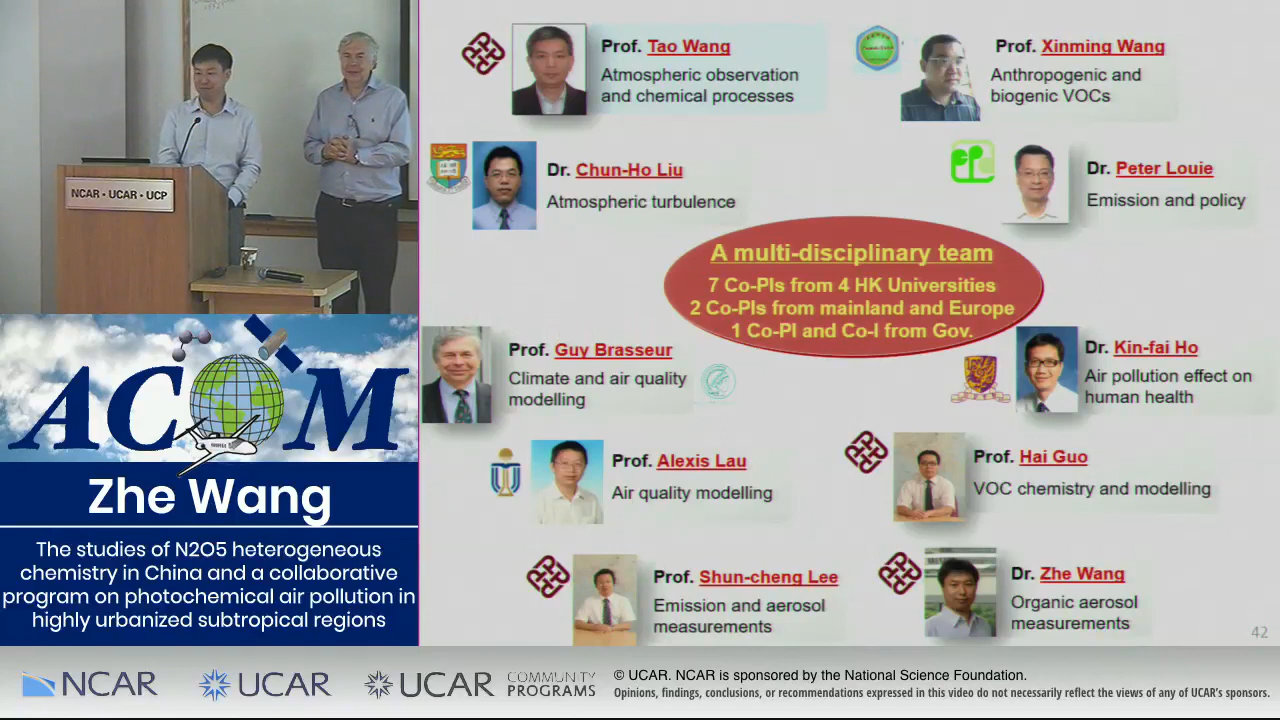 NCAR • UCAR • UCP
ACOM
Zhe Wang
The studies of N2O5 heterogeneous
chemistry in China and a collaborative
program on photochemical air pollution in
highly urbanized subtropical regions
Prof. Tao Wang
Atmospheric observation
and chemical processes
Prof. Xinming Wang
Anthropogenic and
biogenic VOCs
Dr. Chun-Ho Liu
Atmospheric turbulence
Dr. Peter Louie
Emission and policy
A multi-disciplinary team
7 Co-PIs from 4 HK Universities
2 Co-PIs from mainland and Europe
1 Co-PI and Co-I from Gov.
Prof. Guy Brasseur
Climate and air quality
modelling
Dr. Kin-fai Ho
Air pollution effect on
human health
Prof. Alexis Lau
Air quality modelling
Prof. Hai Guo
VOC chemistry and modelling
Prof. Shun-cheng Lee
Emission and aerosol
measurements
Dr. Zhe Wang
Organic aerosol
measurements
42
NCAR
UCAR
UCAR
COMMUNITY
PROGRAMS
© UCAR. NCAR is sponsored by the National Science Foundation.
Opinions, findings, conclusions, or recommendations expressed in this video do not necessarily reflect the views of any of UCAR's sponsors.